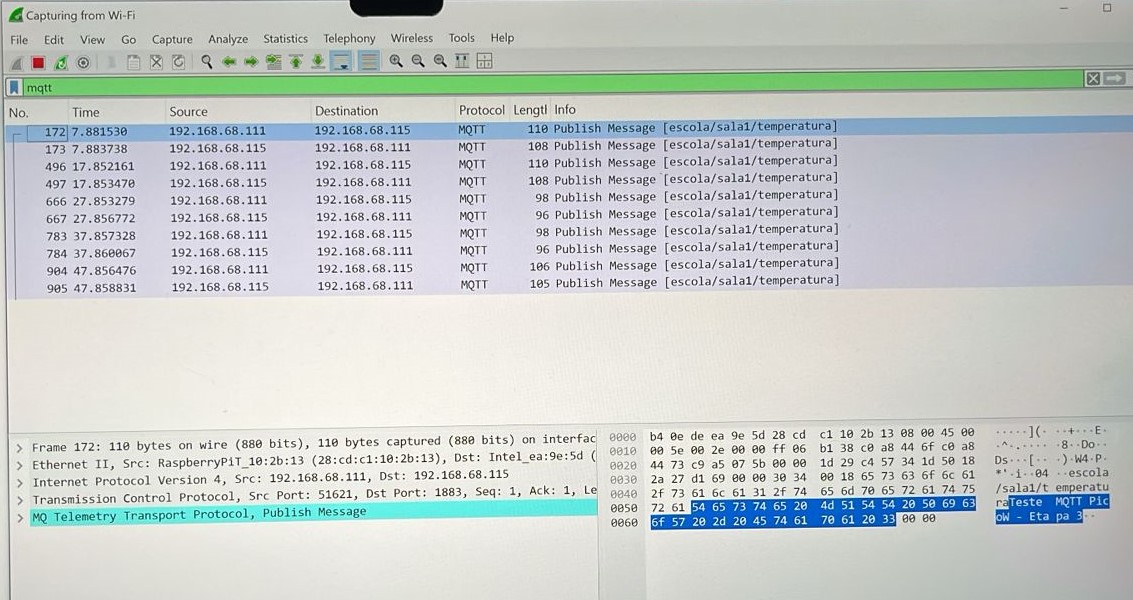 Capturing from Wi-Fi
File Edit View Go Capture Analyze Statistics Telephony Wireless Tools Help
mqtt
No. Time Source Destination Protocol Lengtl Info
172 7.881530 192.168.68.111 192.168.68.115 MQTT 110 Publish Message [escola/sala1/temperatura]
173 7.883738 192.168.68.115 192.168.68.111 MQTT 108 Publish Message [escola/sala1/temperatura]
496 17.852161 192.168.68.111 192.168.68.115 MQTT 110 Publish Message [escola/sala1/temperatura]
497 17.853470 192.168.68.115 192.168.68.111 MQTT 108 Publish Message [escola/sala1/temperatura]
666 27.853279 192.168.68.111 192.168.68.115 MQTT 98 Publish Message [escola/sala1/temperatura]
667 27.856772 192.168.68.115 192.168.68.111 MQTT 96 Publish Message [escola/sala1/temperatura]
783 37.857328 192.168.68.111 192.168.68.115 MQTT 98 Publish Message [escola/sala1/temperatura]
784 37.860067 192.168.68.115 192.168.68.111 MQTT 96 Publish Message [escola/sala1/temperatura]
904 47.856476 192.168.68.111 192.168.68.115 MQTT 106 Publish Message [escola/sala1/temperatura]
905 47.858831 192.168.68.115 192.168.68.111 MQTT 105 Publish Message [escola/sala1/temperatura]
Frame 172: 110 bytes on wire (880 bits), 110 bytes captured (880 bits) on interfac
Ethernet II, Src: RaspberryPiT_10:2b:13 (28:cd:c1:10:2b:13), Dst: Intel_ea:9e:5d (
Internet Protocol Version 4, Src: 192.168.68.111, Dst: 192.168.68.115
Transmission Control Protocol, Src Port: 51621, Dst Port: 1883, Seq: 1, Ack: 1, Le
MQ Telemetry Transport Protocol, Publish Message
0000 b4 0e de ea 9e 5d 28 cd c1 10 2b 13 08 00 45 00 ·····](· ··+···E·
0010 00 5e 00 2e 00 00 ff 06 b1 38 c0 a8 44 6f c0 a8 ·^·.···· ·8··Do··
0020 44 73 c9 a5 07 5b 00 00 1d 29 c4 57 34 1d 50 18 Ds···[·· ·)·W4·P·
0030 2a 27 d1 69 00 00 30 34 00 18 65 73 63 6f 6c 61 *'·i··04 ··escola
0040 2f 73 61 6c 61 31 2f 74 65 6d 70 65 72 61 74 75 /sala1/t emperatu
0050 72 61 54 65 73 74 65 20 4d 51 54 54 20 50 69 63 raTeste MQTT Pic
0060 6f 57 20 2d 20 45 74 61 70 61 20 33 00 00 oW - Eta pa 3··